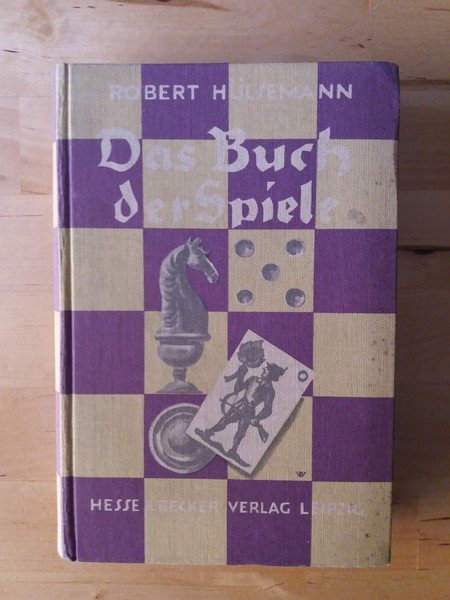 ROBERT HÜLSEMANN
Das Buch
der Spiele
HESSE & BECKER VERLAG LEIPZIG